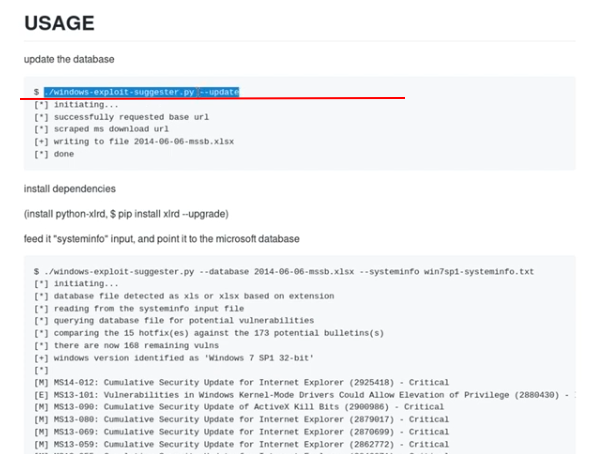 USAGE
update the database
$ ./windows-exploit-suggester.py --update
[*] initiating...
[*] successfully requested base url
[*] scraped ms download url
[+] writing to file 2014-06-06-mssb.xlsx
[*] done
install dependencies
(install python-xlrd, $ pip install xlrd --upgrade)
feed it "systeminfo" input, and point it to the microsoft database
$ ./windows-exploit-suggester.py --database 2014-06-06-mssb.xlsx --systeminfo win7sp1-systeminfo.txt
[*] initiating...
[*] database file detected as xls or xlsx based on extension
[*] reading from the systeminfo input file
[*] querying database file for potential vulnerabilities
[*] comparing the 15 hotfix(es) against the 173 potential bulletins(s)
[*] there are now 168 remaining vulns
[+] windows version identified as 'Windows 7 SP1 32-bit'
[*]
[M] MS14-012: Cumulative Security Update for Internet Explorer (2925418) - Critical
[E] MS13-101: Vulnerabilities in Windows Kernel-Mode Drivers Could Allow Elevation of Privilege (2880430) -
[M] MS13-090: Cumulative Security Update of ActiveX Kill Bits (2900986) - Critical
[M] MS13-080: Cumulative Security Update for Internet Explorer (2879017) - Critical
[M] MS13-069: Cumulative Security Update for Internet Explorer (2870699) - Critical
[M] MS13-059: Cumulative Security Update for Internet Explorer (2862772) - Critical